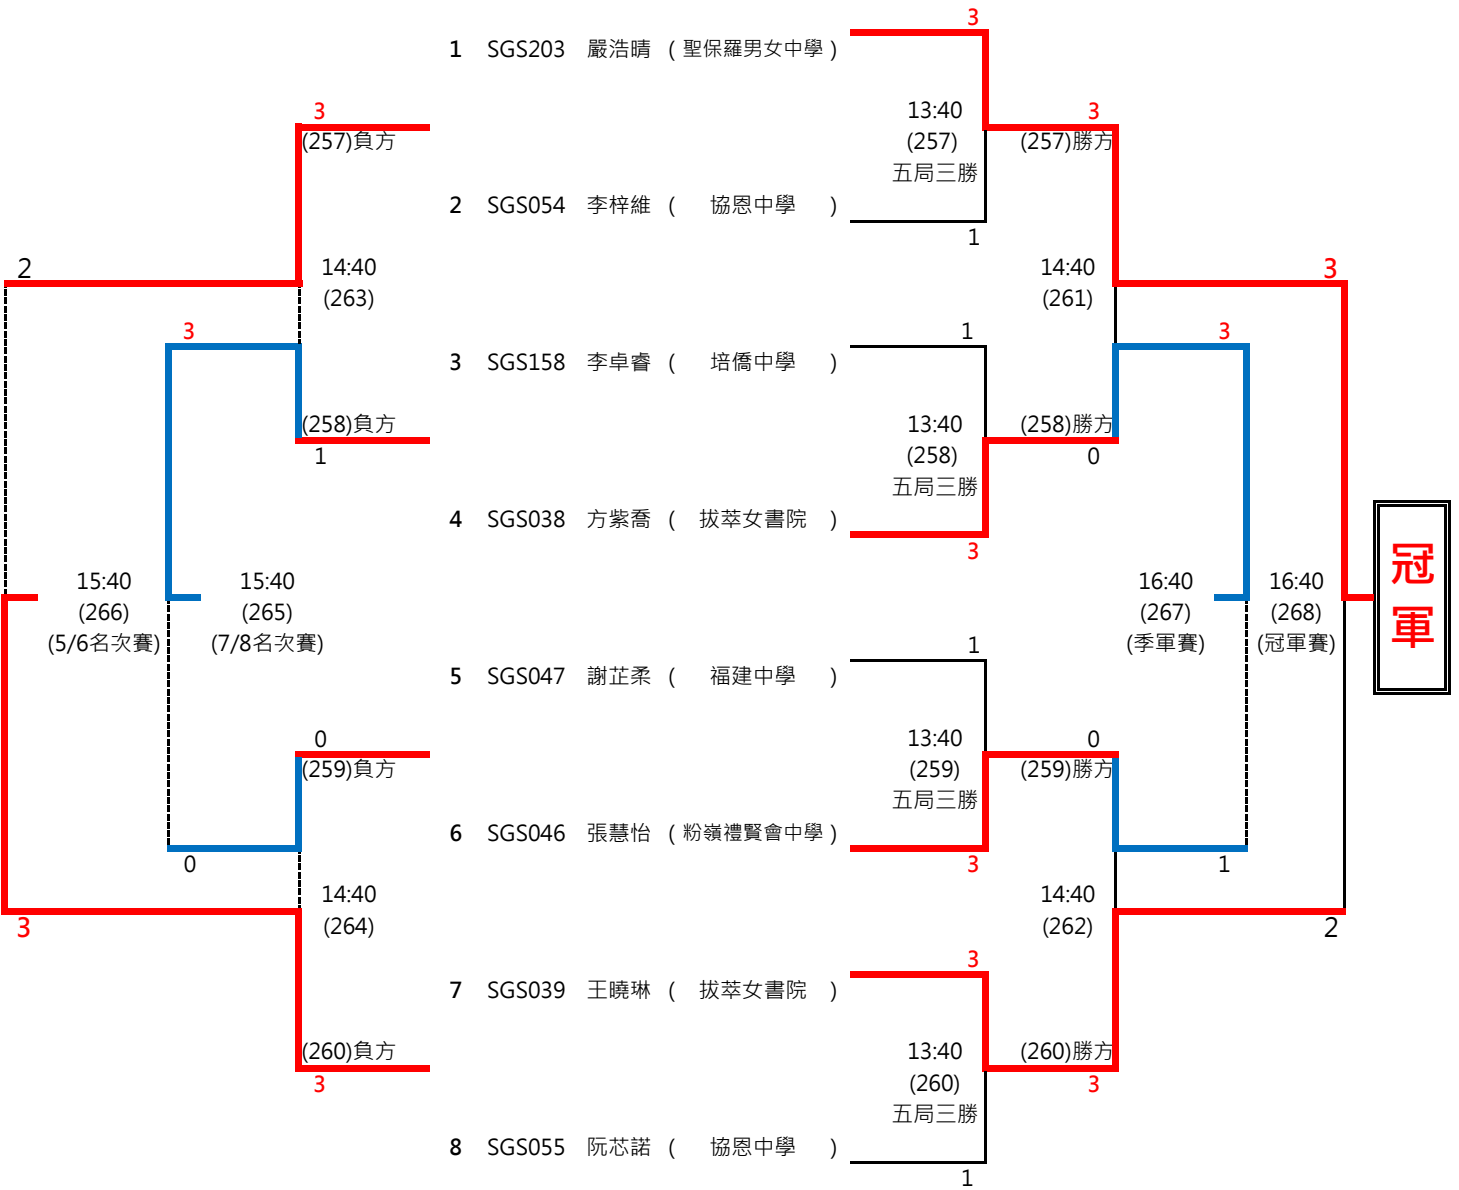 3
1 SGS203 嚴浩晴 ( 聖保羅男女中學 )
3
13:40
3
(257)負方
(257)
(257)勝方
五局三勝
2 SGS054 李梓維 ( 協恩中學 )
1
2
14:40
14:40
3
(263)
(261)
3
1
3
3 SGS158 李卓睿 ( 培僑中學 )
(258)負方
13:40
(258)勝方
1
(258)
0
五局三勝
4 SGS038 方紫喬 ( 拔萃女書院 )
3
15:40
15:40
16:40
16:40
冠
(266)
(265)
(267)
(268)
軍
(5/6名次賽)
(7/8名次賽)
(季軍賽)
(冠軍賽)
1
5 SGS047 謝芷柔 ( 福建中學 )
0
13:40
0
(259)負方
(259)
(259)勝方
五局三勝
6 SGS046 張慧怡 ( 粉嶺禮賢會中學 )
0
3
1
14:40
14:40
3
(264)
(262)
2
3
7 SGS039 王曉琳 ( 拔萃女書院 )
(260)負方
13:40
(260)勝方
3
(260)
3
五局三勝
8 SGS055 阮芯諾 ( 協恩中學 )
1